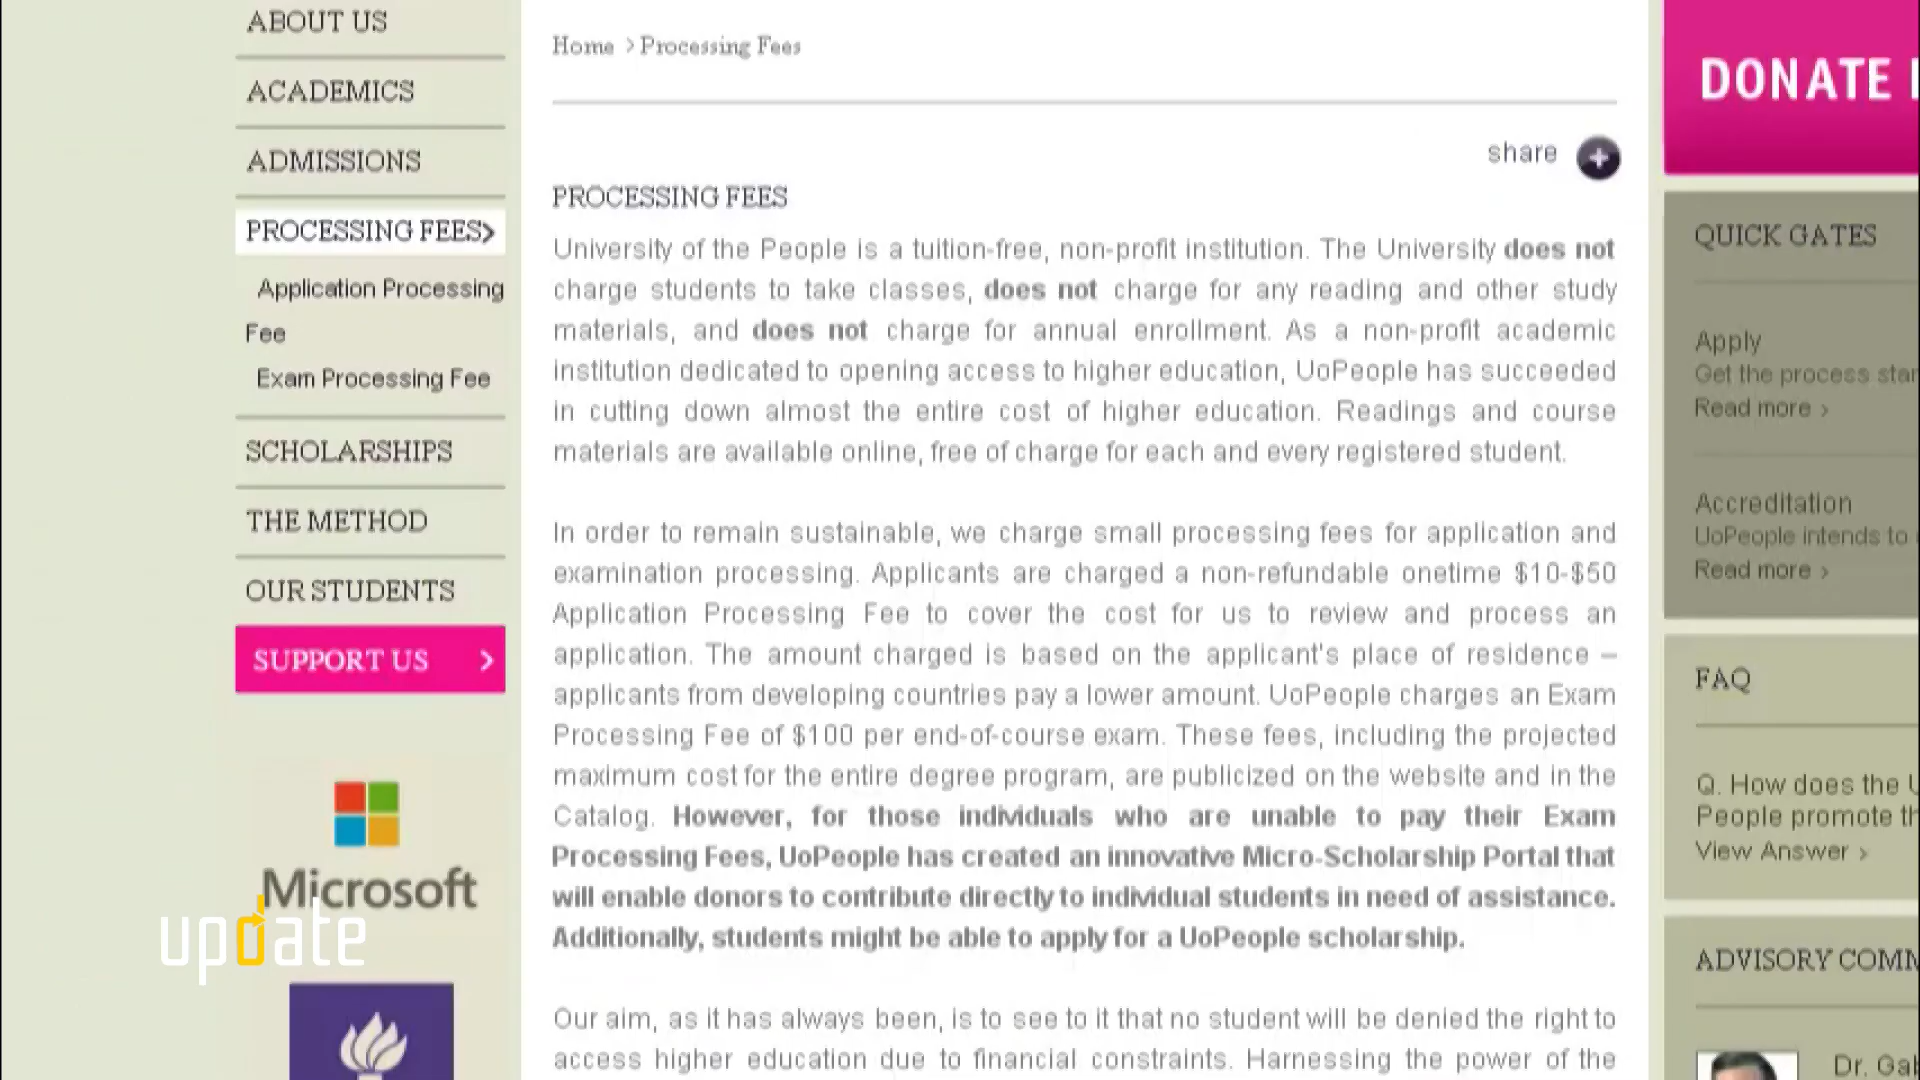 ABOUT US
ACADEMICS
ADMISSIONS
PROCESSING FEES>
Application Processing
Fee
Exam Processing Fee
SCHOLARSHIPS
THE METHOD
OUR STUDENTS
SUPPORT US >
Microsoft
update
Home > Processing Fees
share +
PROCESSING FEES
University of the People is a tuition-free, non-profit institution. The University does not
charge students to take classes, does not charge for any reading and other study
materials, and does not charge for annual enrollment. As a non-profit academic
institution dedicated to opening access to higher education, UoPeople has succeeded
in cutting down almost the entire cost of higher education. Readings and course
materials are available online, free of charge for each and every registered student.
In order to remain sustainable, we charge small processing fees for application and
examination processing. Applicants are charged a non-refundable onetime $10-$50
Application Processing Fee to cover the cost for us to review and process an
application. The amount charged is based on the applicant's place of residence –
applicants from developing countries pay a lower amount. UoPeople charges an Exam
Processing Fee of $100 per end-of-course exam. These fees, including the projected
maximum cost for the entire degree program, are publicized on the website and in the
Catalog. However, for those individuals who are unable to pay their Exam
Processing Fees, UoPeople has created an innovative Micro-Scholarship Portal that
will enable donors to contribute directly to individual students in need of assistance.
Additionally, students might be able to apply for a UoPeople scholarship.
Our aim, as it has always been, is to see to it that no student will be denied the right to
access higher education due to financial constraints. Harnessing the power of the
DONATE
QUICK GATES
Apply
Get the process star
Read more >
Accreditation
UoPeople intends to
Read more >
FAQ
Q. How does the U
People promote th
View Answer >
ADVISORY COMM
Dr. Gab